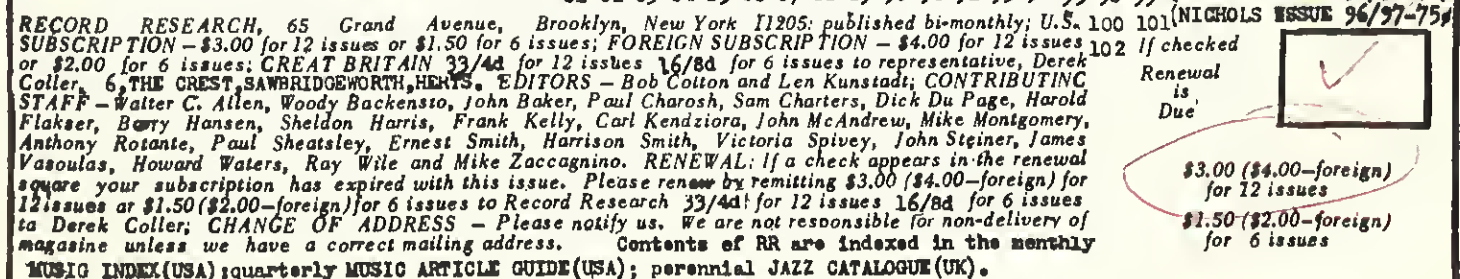 RECORD RESEARCH, 65 Grand Avenue, Brooklyn, New York 11205: published bi-monthly; U.S.
SUBSCRIPTION – $3.00 for 12 issues or $1.50 for 6 issues; FOREIGN SUBSCRIPTION – $4.00 for 12 issues
or $2.00 for 6 issues; GREAT BRITAIN 33/4d for 12 issues 16/8d for 6 issues to representative, Derek
Coller, 6,THE CREST,SAWBRIDGEWORTH,HERTS. EDITORS – Bob Colton and Len Kunstadt; CONTRIBUTING
STAFF – Walter C. Allen, Woody Backensto, John Baker, Paul Charosh, Sam Charters, Dick Du Page, Harold
Flakser, Barry Hansen, Sheldon Harris, Frank Kelly, Carl Kendziora, John McAndrew, Mike Montgomery,
Anthony Rotante, Paul Sheatsley, Ernest Smith, Harrison Smith, Victoria Spivey, John Steiner, James
Vasoulas, Howard Waters, Ray Wile and Mike Zaccagnino. RENEWAL: If a check appears in the renewal
square your subscription has expired with this issue. Please renew by remitting $3.00 ($4.00–foreign) for
12 issues or $1.50 ($2.00–foreign) for 6 issues to Record Research 33/4d for 12 issues 16/8d for 6 issues
to Derek Coller; CHANGE OF ADDRESS – Please notify us. We are not responsible for non-delivery of
magasine unless we have a correct mailing address. Contents of RR are indexed in the monthly
MUSIC INDEX(USA);quarterly MUSIC ARTICLE GUIDE(USA); perennial JAZZ CATALOGUE(UK).
100 101 (NICHOLS ISSUE 96/97–75¢
102 If checked
Renewal
is
Due
$3.00 ($4.00–foreign)
for 12 issues
$1.50 ($2.00–foreign)
for 6 issues